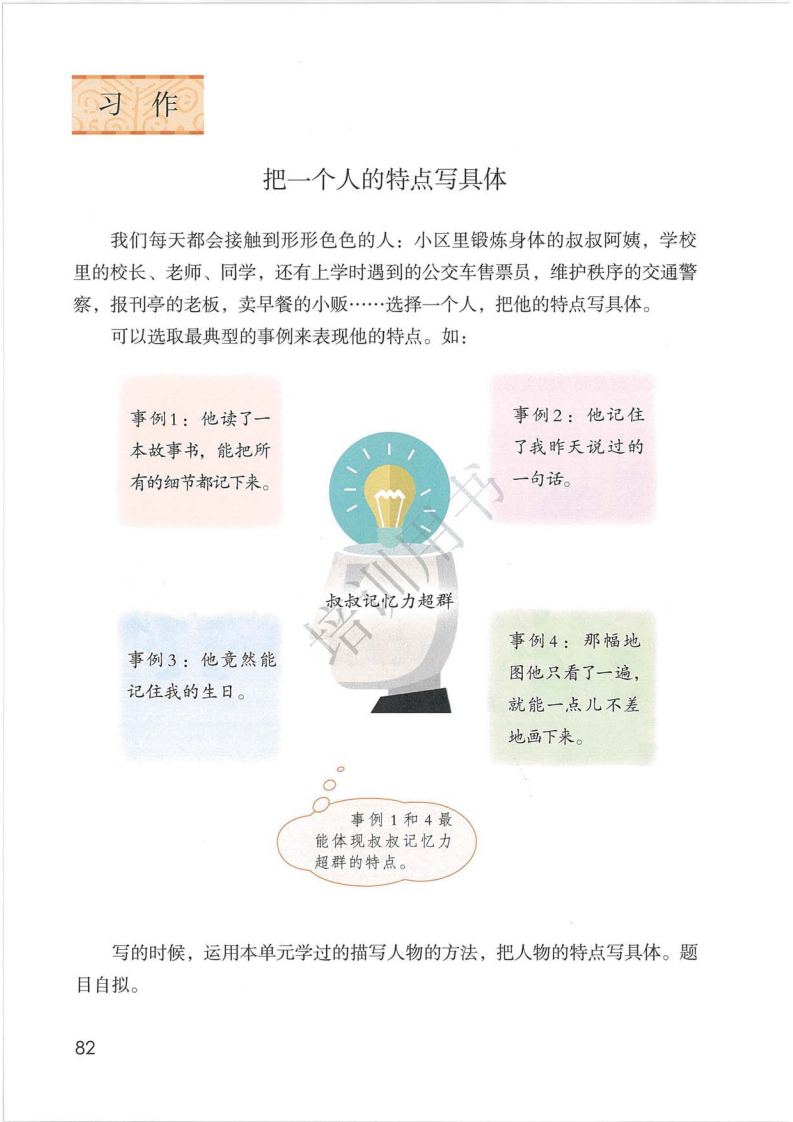 习 作
把一个人的特点写具体
我们每天都会接触到形形色色的人：小区里锻炼身体的叔叔阿姨，学校
里的校长、老师、同学，还有上学时遇到的公交车售票员，维护秩序的交通警
察，报刊亭的老板，卖早餐的小贩……选择一个人，把他的特点写具体。
可以选取最典型的事例来表现他的特点。如：
事例1：他读了一
本故事书，能把所
有的细节都记下来。
事例2：他记住
了我昨天说过的
一句话。
叔叔记忆力超群
培训用书
事例3：他竟然能
记住我的生日。
事例4：那幅地
图他只看了一遍，
就能一点儿不差
地画下来。
事例1和4最
能体现叔叔记忆力
超群的特点。
写的时候，运用本单元学过的描写人物的方法，把人物的特点写具体。题
目自拟。
82